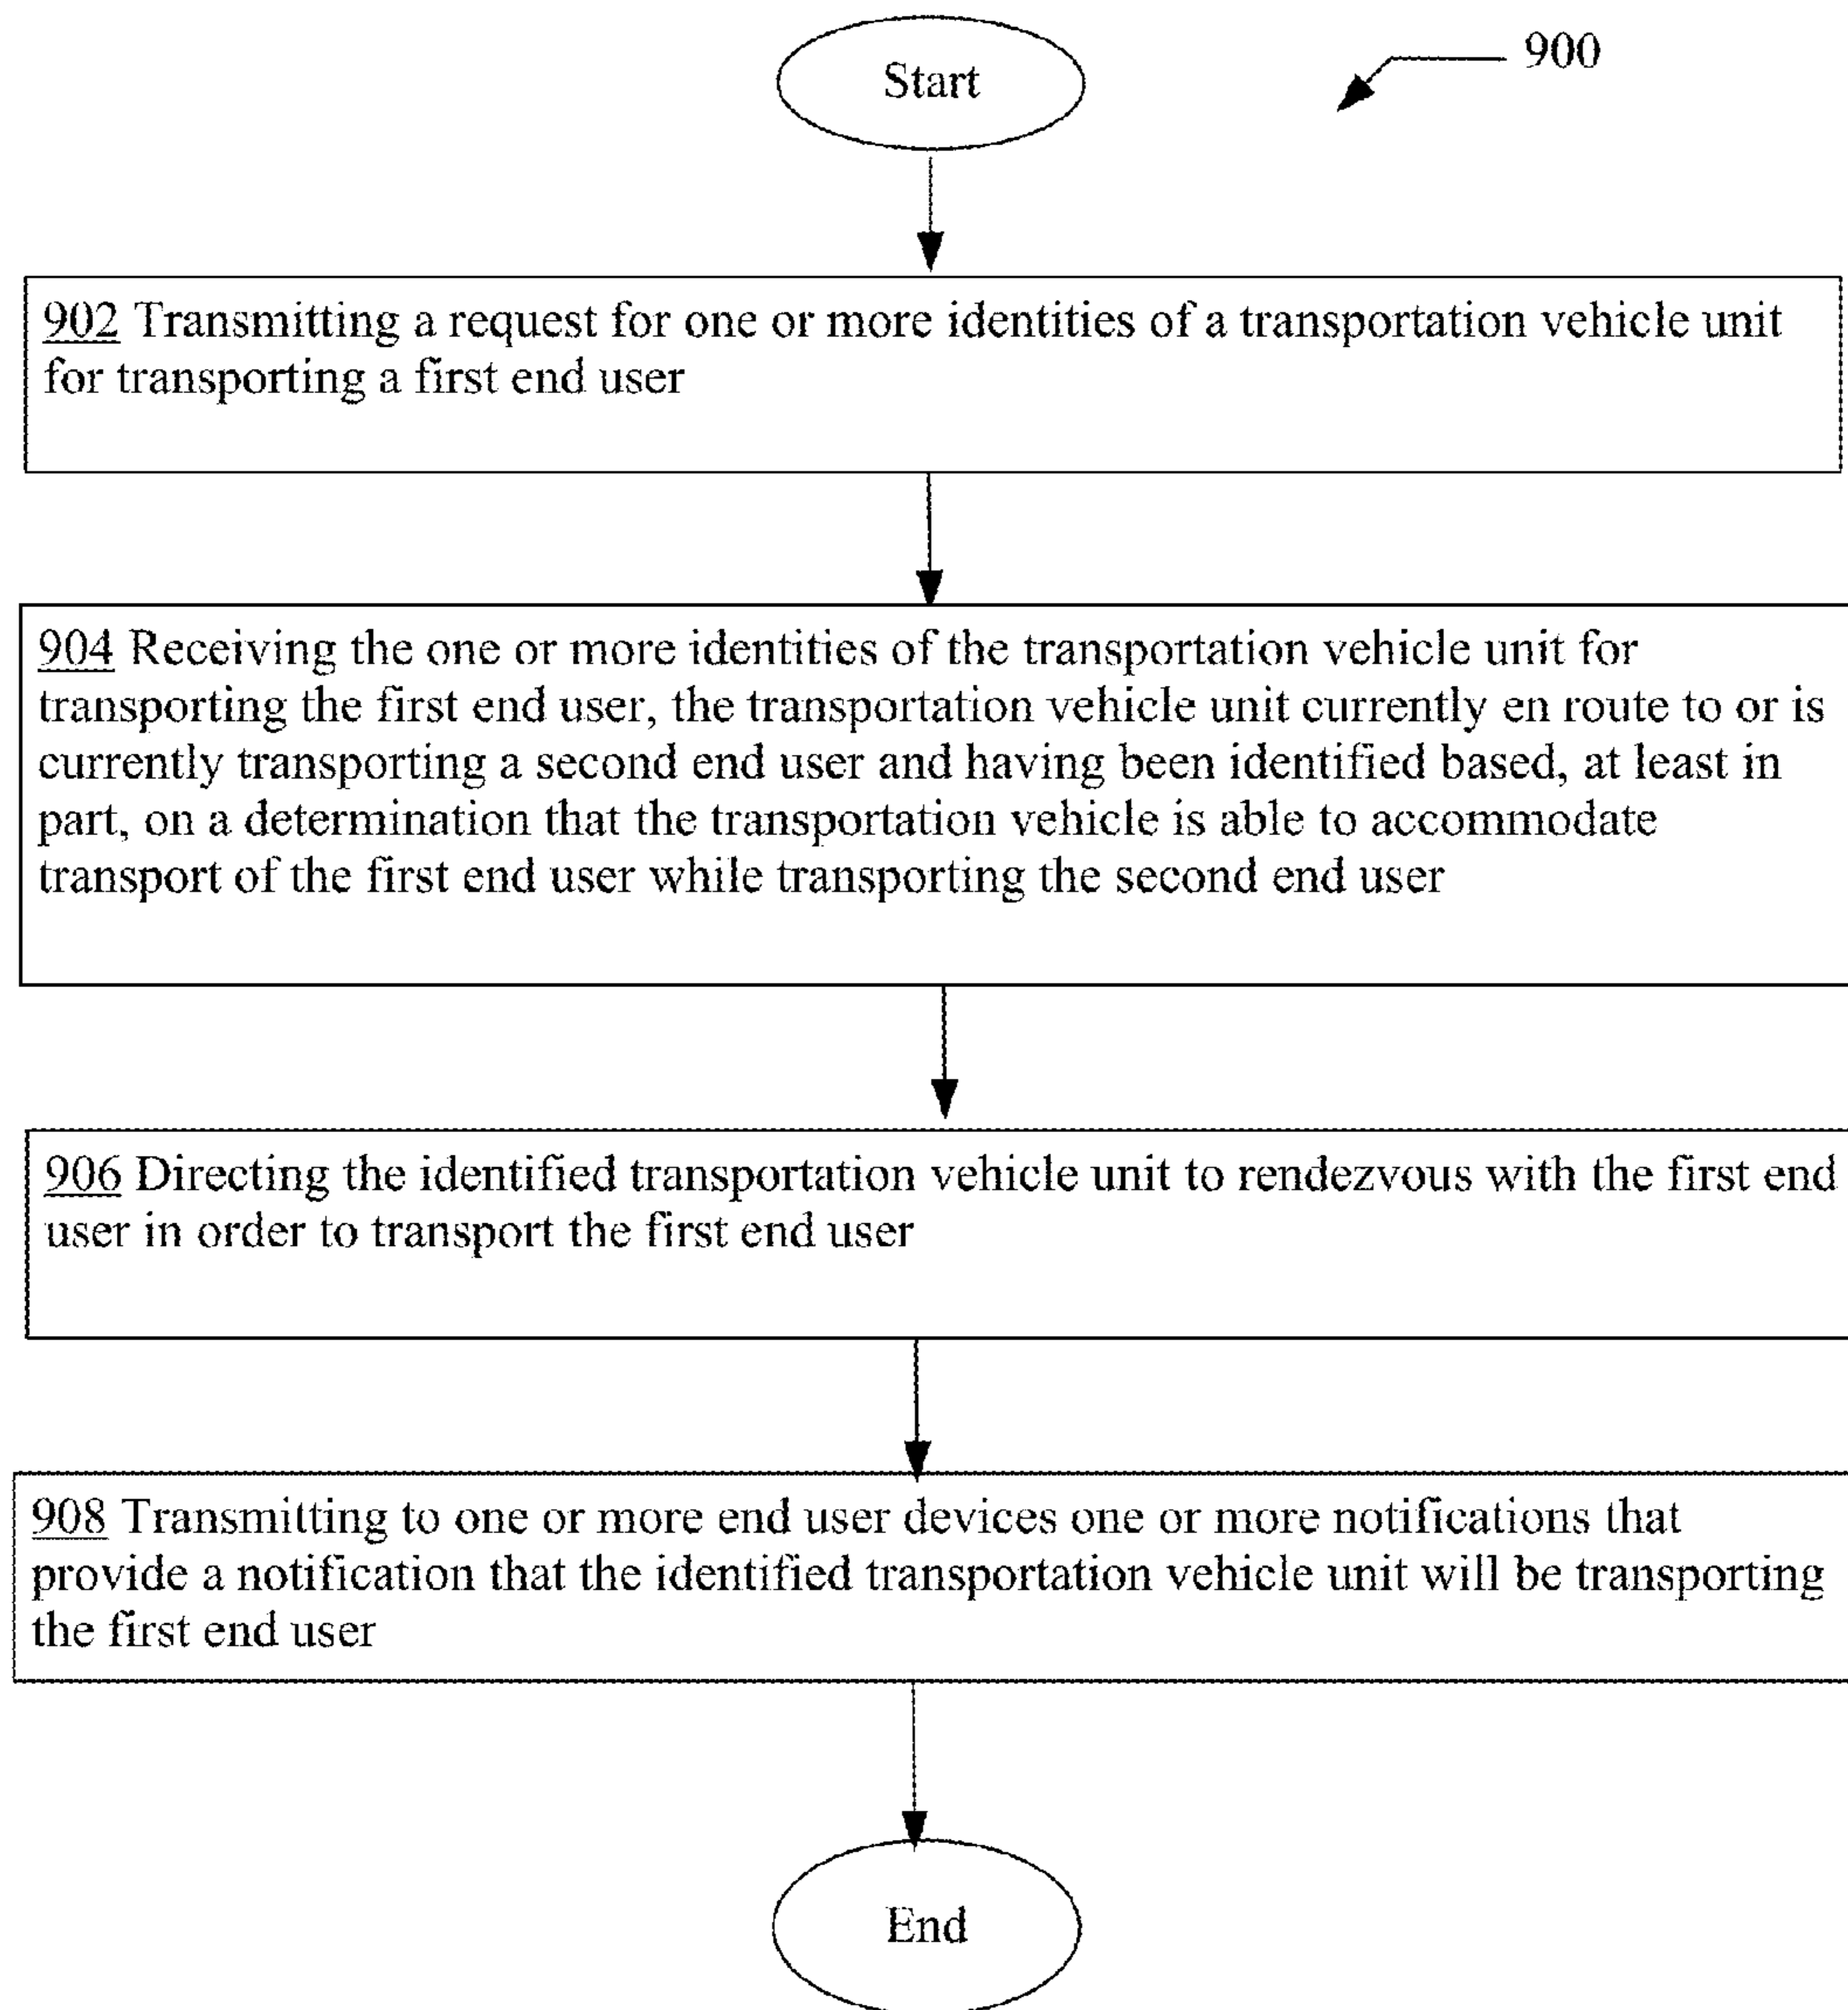 Start
900
902 Transmitting a request for one or more identities of a transportation vehicle unit
for transporting a first end user
904 Receiving the one or more identities of the transportation vehicle unit for
transporting the first end user, the transportation vehicle unit currently en route to or is
currently transporting a second end user and having been identified based, at least in
part, on a determination that the transportation vehicle is able to accommodate
transport of the first end user while transporting the second end user
906 Directing the identified transportation vehicle unit to rendezvous with the first end
user in order to transport the first end user
908 Transmitting to one or more end user devices one or more notifications that
provide a notification that the identified transportation vehicle unit will be transporting
the first end user
End